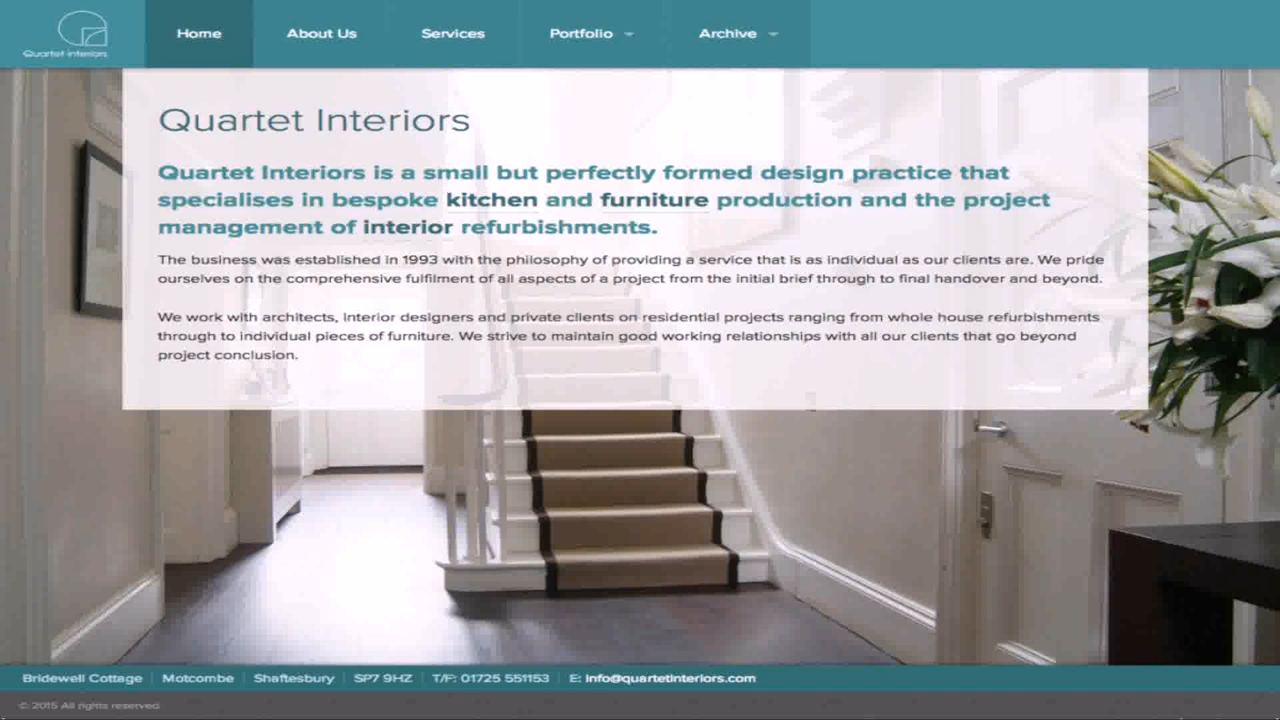 Quartet Interiors
Home
About Us
Services
Portfolio
Archive
Quartet Interiors
Quartet Interiors is a small but perfectly formed design practice that
specialises in bespoke kitchen and furniture production and the project
management of interior refurbishments.
The business was established in 1993 with the philosophy of providing a service that is as individual as our clients are. We pride
ourselves on the comprehensive fulfilment of all aspects of a project from the initial brief through to final handover and beyond.
We work with architects, interior designers and private clients on residential projects ranging from whole house refurbishments
through to individual pieces of furniture. We strive to maintain good working relationships with all our clients that go beyond
project conclusion.
Bridewell Cottage Motcombe Shaftesbury SP7 9HZ T/F: 01725 551153 E: info@quartetinteriors.com
© 2015 All rights reserved